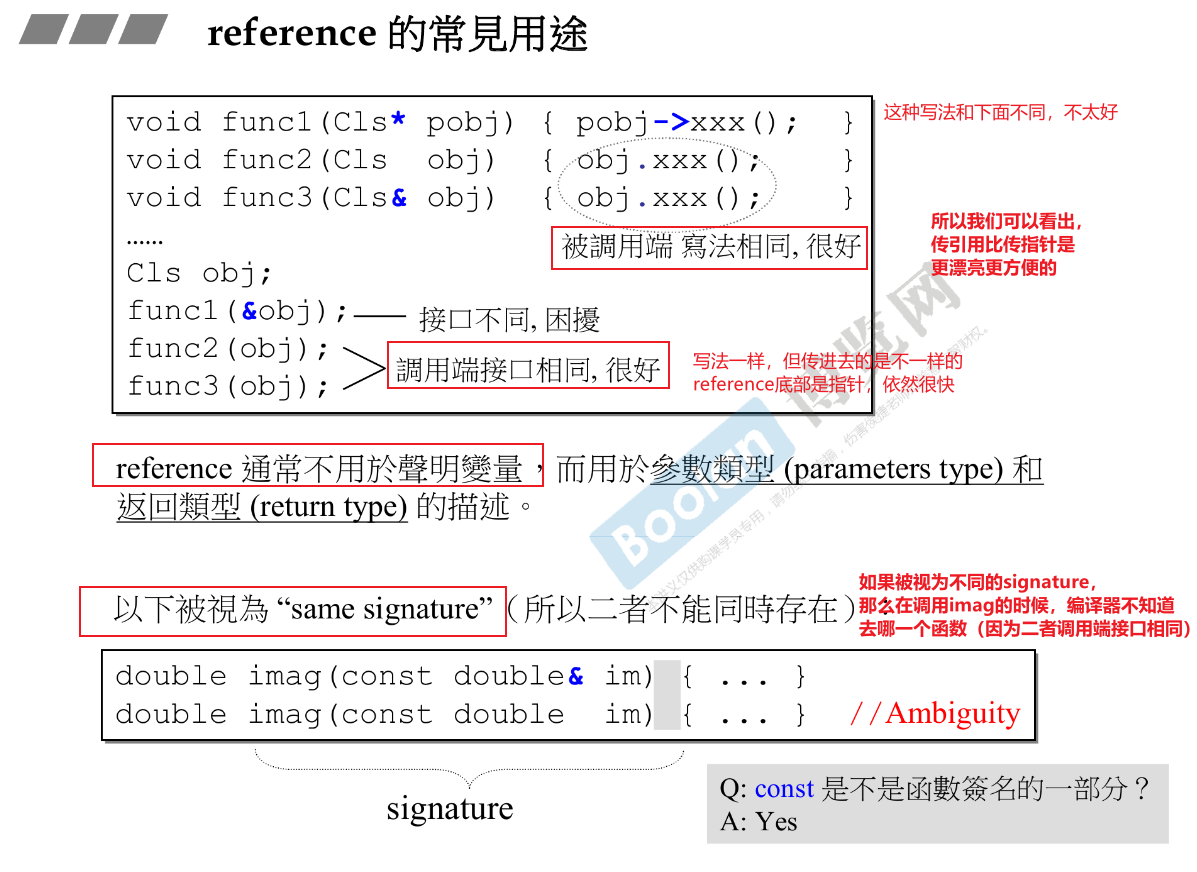 reference 的常見用途
void func1(Cls* pobj) { pobj->xxx(); }
这种写法和下面不同，不太好
void func2(Cls obj) { obj.xxx(); }
void func3(Cls& obj) { obj.xxx(); }
......
被調用端 寫法相同, 很好
所以我们可以看出，
传引用比传指针是
更漂亮更方便的
Cls obj;
func1(&obj);
接口不同, 困擾
func2(obj);
func3(obj);
調用端接口相同, 很好
写法一样，但传进去的是不一样的
reference底部是指针，依然很快
博览网
Boolan
reference 通常不用於聲明變量，而用於參數類型 (parameters type) 和
返回類型 (return type) 的描述。
以下被視為 “same signature”（所以二者不能同時存在）：
如果被视为不同的signature，
那么在调用imag的时候，编译器不知道
去哪一个函数（因为二者调用端接口相同）
double imag(const double& im) { ... }
double imag(const double im) { ... } //Ambiguity
signature
Q: const 是不是函數簽名的一部分？
A: Yes